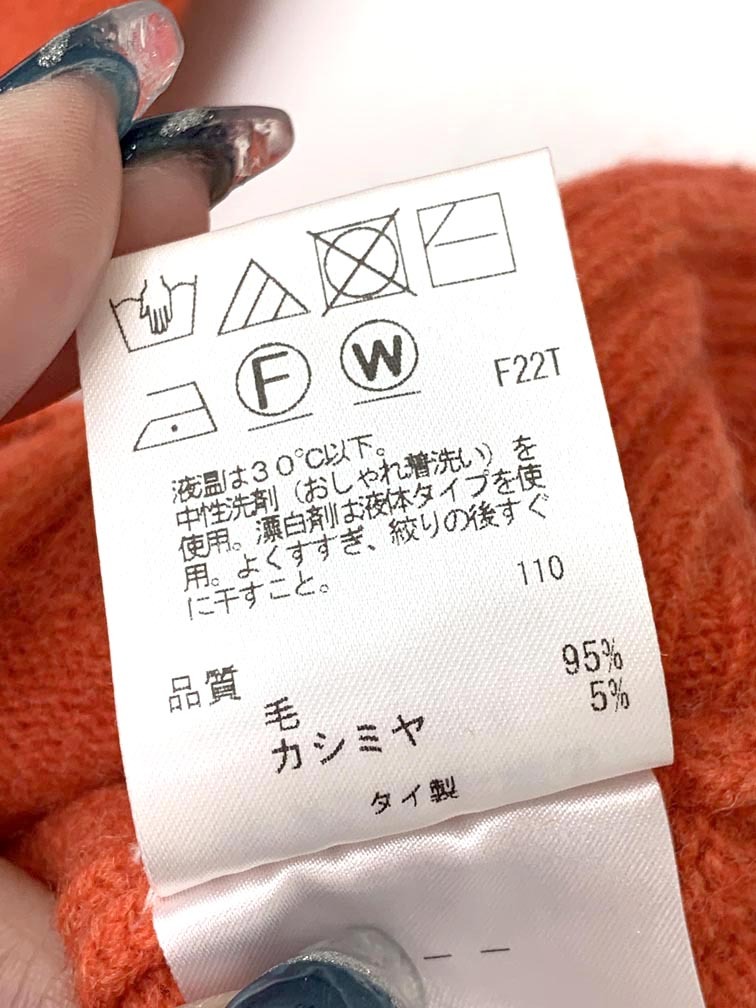 F
W
F22T
液温は30℃以下。
中性洗剤（おしゃれ着洗い）を
使用。漂白剤は液体タイプを使
用。よくすすぎ、絞りの後すぐ
に干すこと。
110
品質
毛 95%
カシミヤ 5%
タイ製